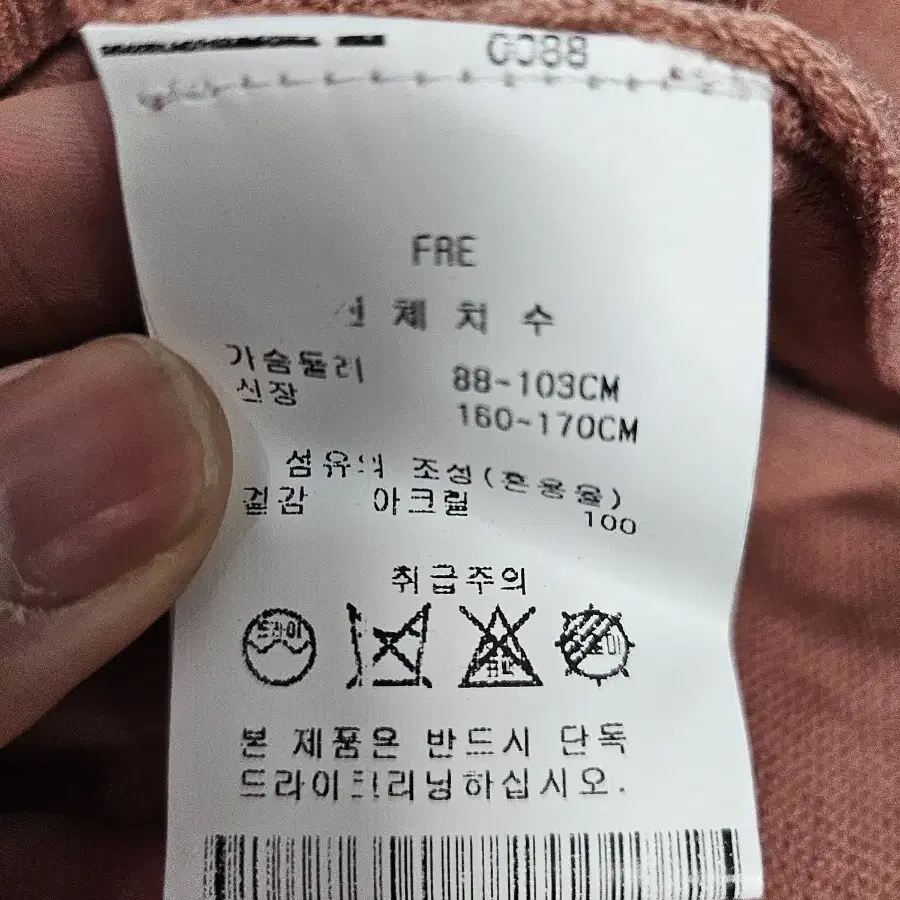 0088
FRE
신 체 치 수
가슴둘레 88~103CM
신장 160~170CM
섬유의 조성(혼용율)
겉감 아크릴 100
취급주의
드라이
본 제품은 반드시 단독
드라이크리닝하십시오.